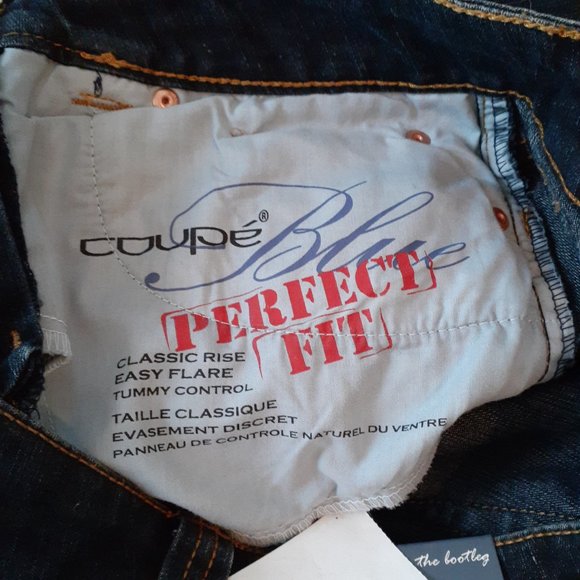 coupé®
Blue
PERFECT
FIT
CLASSIC RISE
EASY FLARE
TUMMY CONTROL
TAILLE CLASSIQUE
EVASEMENT DISCRET
PANNEAU DE CONTROLE NATUREL DU VENTRE
the bootleg